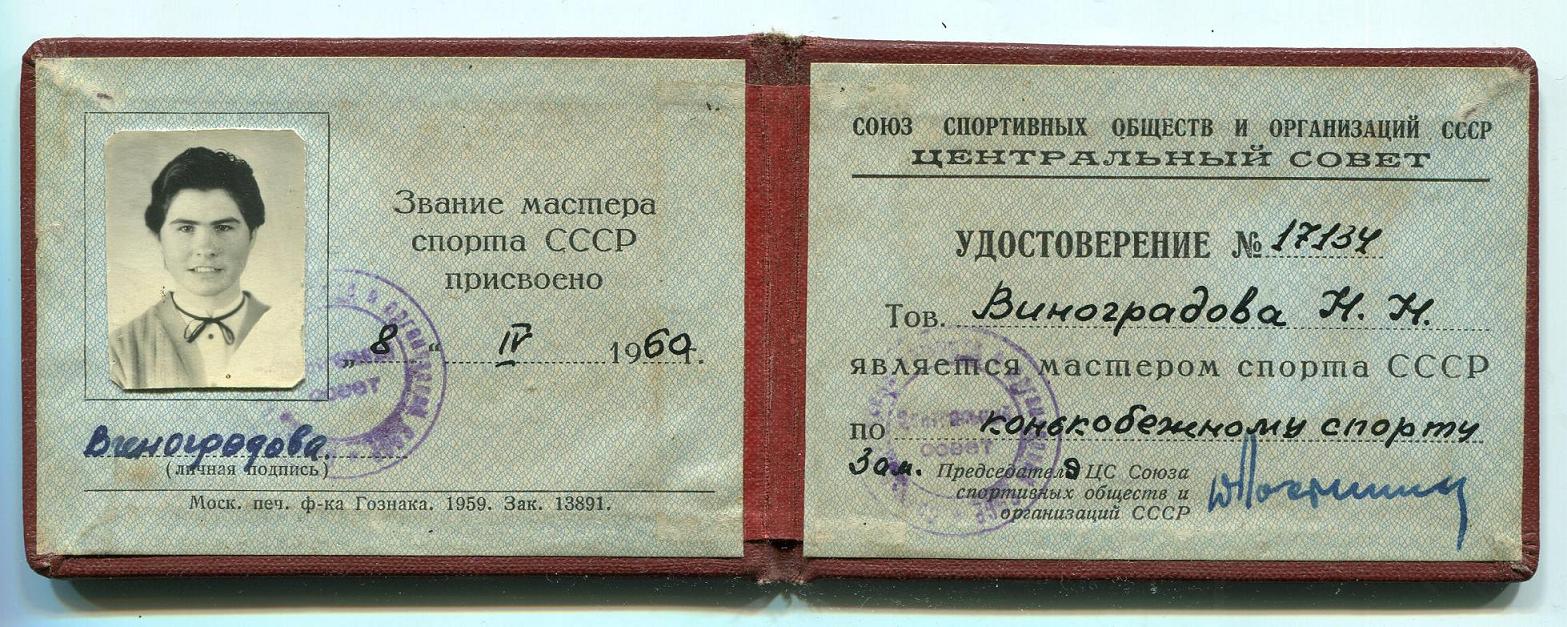 Звание мастера
спорта СССР
присвоено
„ 8 “ IV 1960 г.
Виноградова.
(личная подпись)
Моск. печ. ф-ка Гознака. 1959. Зак. 13891.
СОЮЗ СПОРТИВНЫХ ОБЩЕСТВ И ОРГАНИЗАЦИЙ СССР
ЦЕНТРАЛЬНЫЙ СОВЕТ
УДОСТОВЕРЕНИЕ № 17134
Тов. Виноградова Н. Н.
является мастером спорта СССР
по конькобежному спорту
Зам. Председателя ЦС Союза
спортивных обществ и
организаций СССР